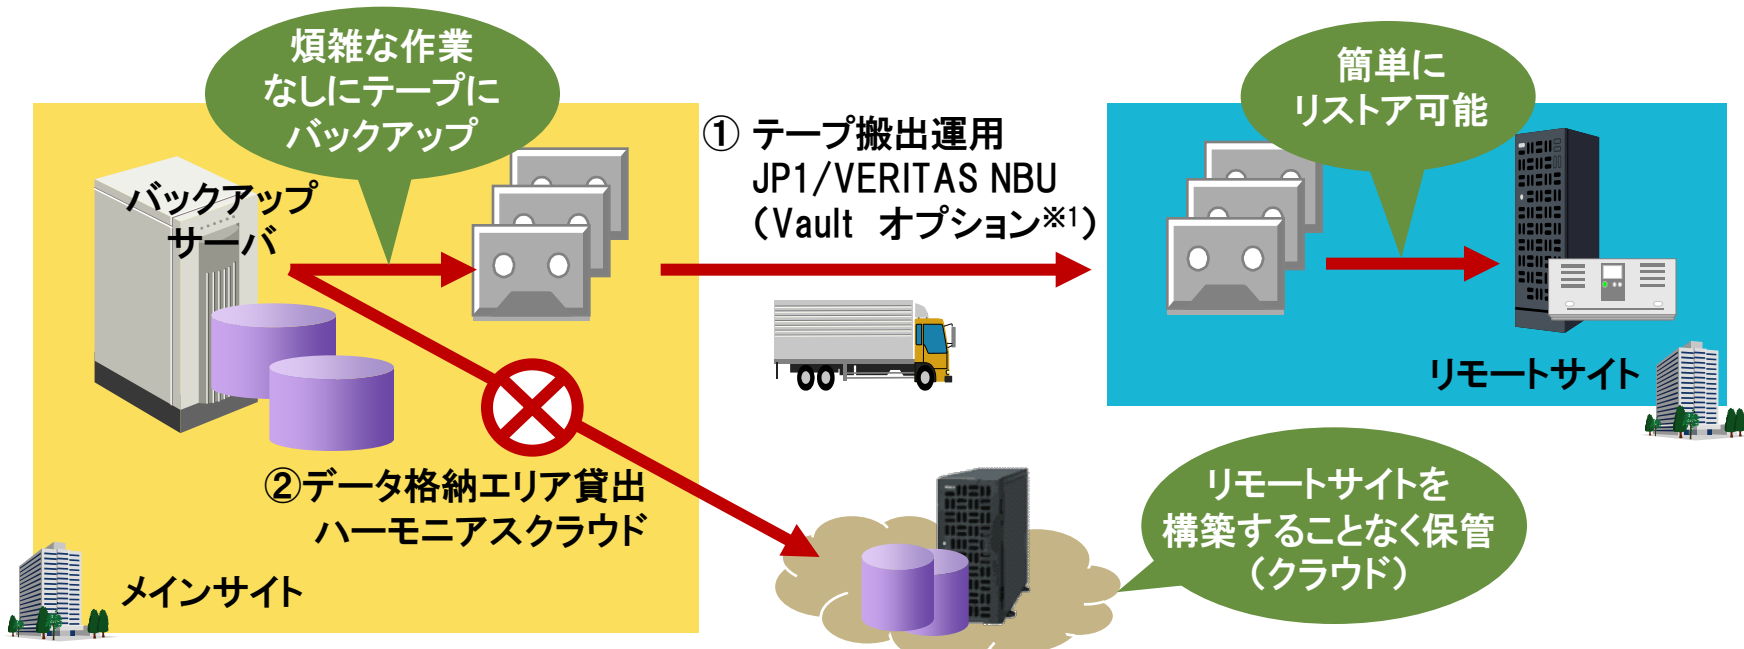 煩雑な作業
なしにテープに
バックアップ
簡単に
リストア可能
① テープ搬出運用
JP1/VERITAS NBU
(Vault オプション※1)
バックアップ
サーバ
リモートサイト
②データ格納エリア貸出
ハーモニアスクラウド
リモートサイトを
構築することなく保管
(クラウド)
メインサイト